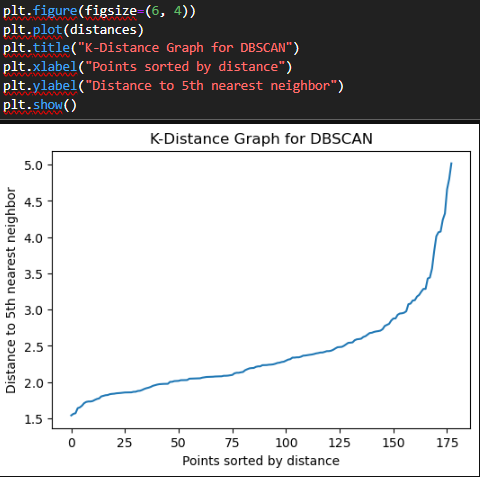 plt.figure(figsize=(6, 4))
plt.plot(distances)
plt.title("K-Distance Graph for DBSCAN")
plt.xlabel("Points sorted by distance")
plt.ylabel("Distance to 5th nearest neighbor")
plt.show()
K-Distance Graph for DBSCAN
Distance to 5th nearest neighbor
5.0
4.5
4.0
3.5
3.0
2.5
2.0
1.5
0 25 50 75 100 125 150 175
Points sorted by distance